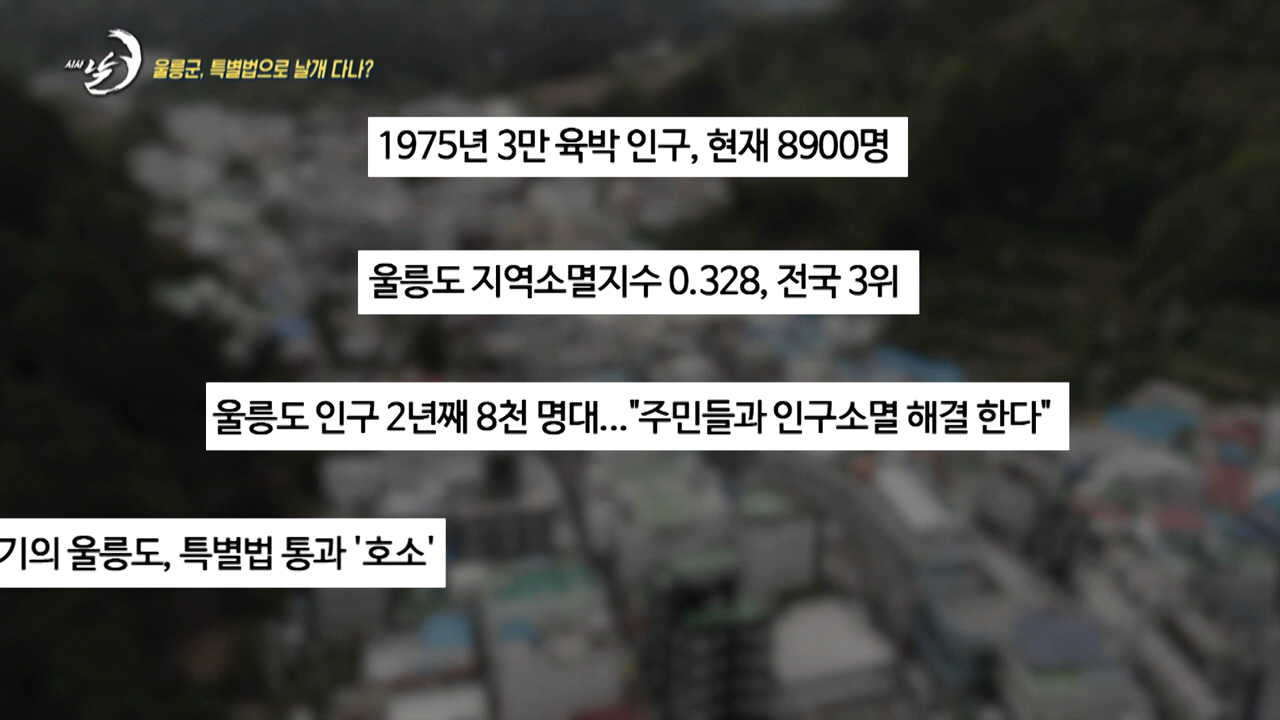 시사 날
울릉군, 특별법으로 날개 다나?
1975년 3만 육박 인구, 현재 8900명
울릉도 지역소멸지수 0.328, 전국 3위
울릉도 인구 2년째 8천 명대..."주민들과 인구소멸 해결 한다"
기의 울릉도, 특별법 통과 '호소'